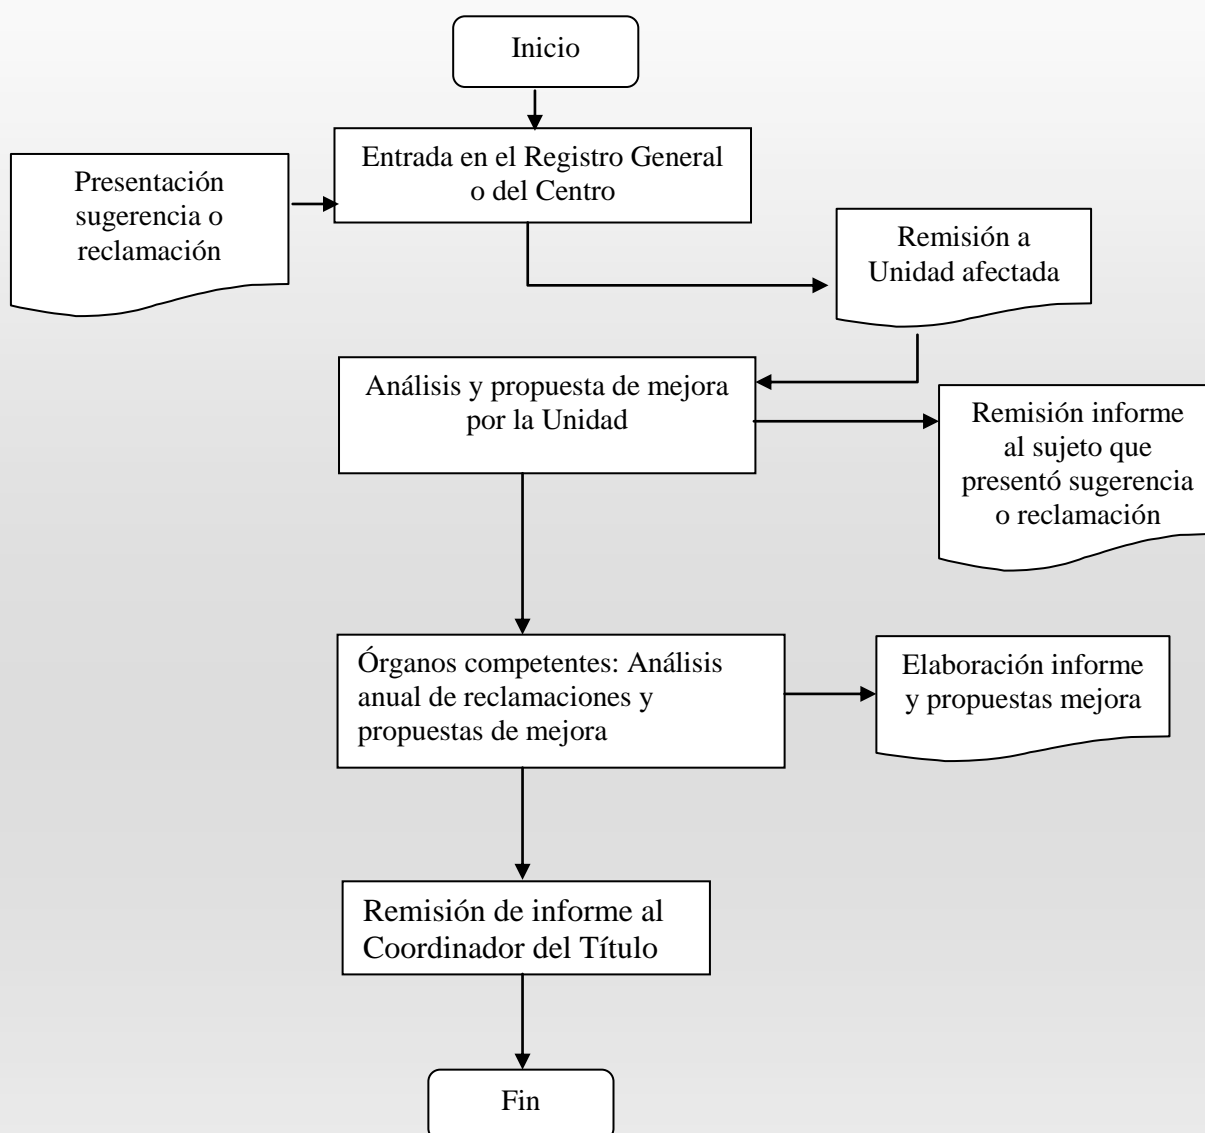 Inicio
Entrada en el Registro General
o del Centro
Presentación
sugerencia o
reclamación
Remisión a
Unidad afectada
Análisis y propuesta de mejora
por la Unidad
Remisión informe
al sujeto que
presentó sugerencia
o reclamación
Órganos competentes: Análisis
anual de reclamaciones y
propuestas de mejora
Elaboración informe
y propuestas mejora
Remisión de informe al
Coordinador del Título
Fin